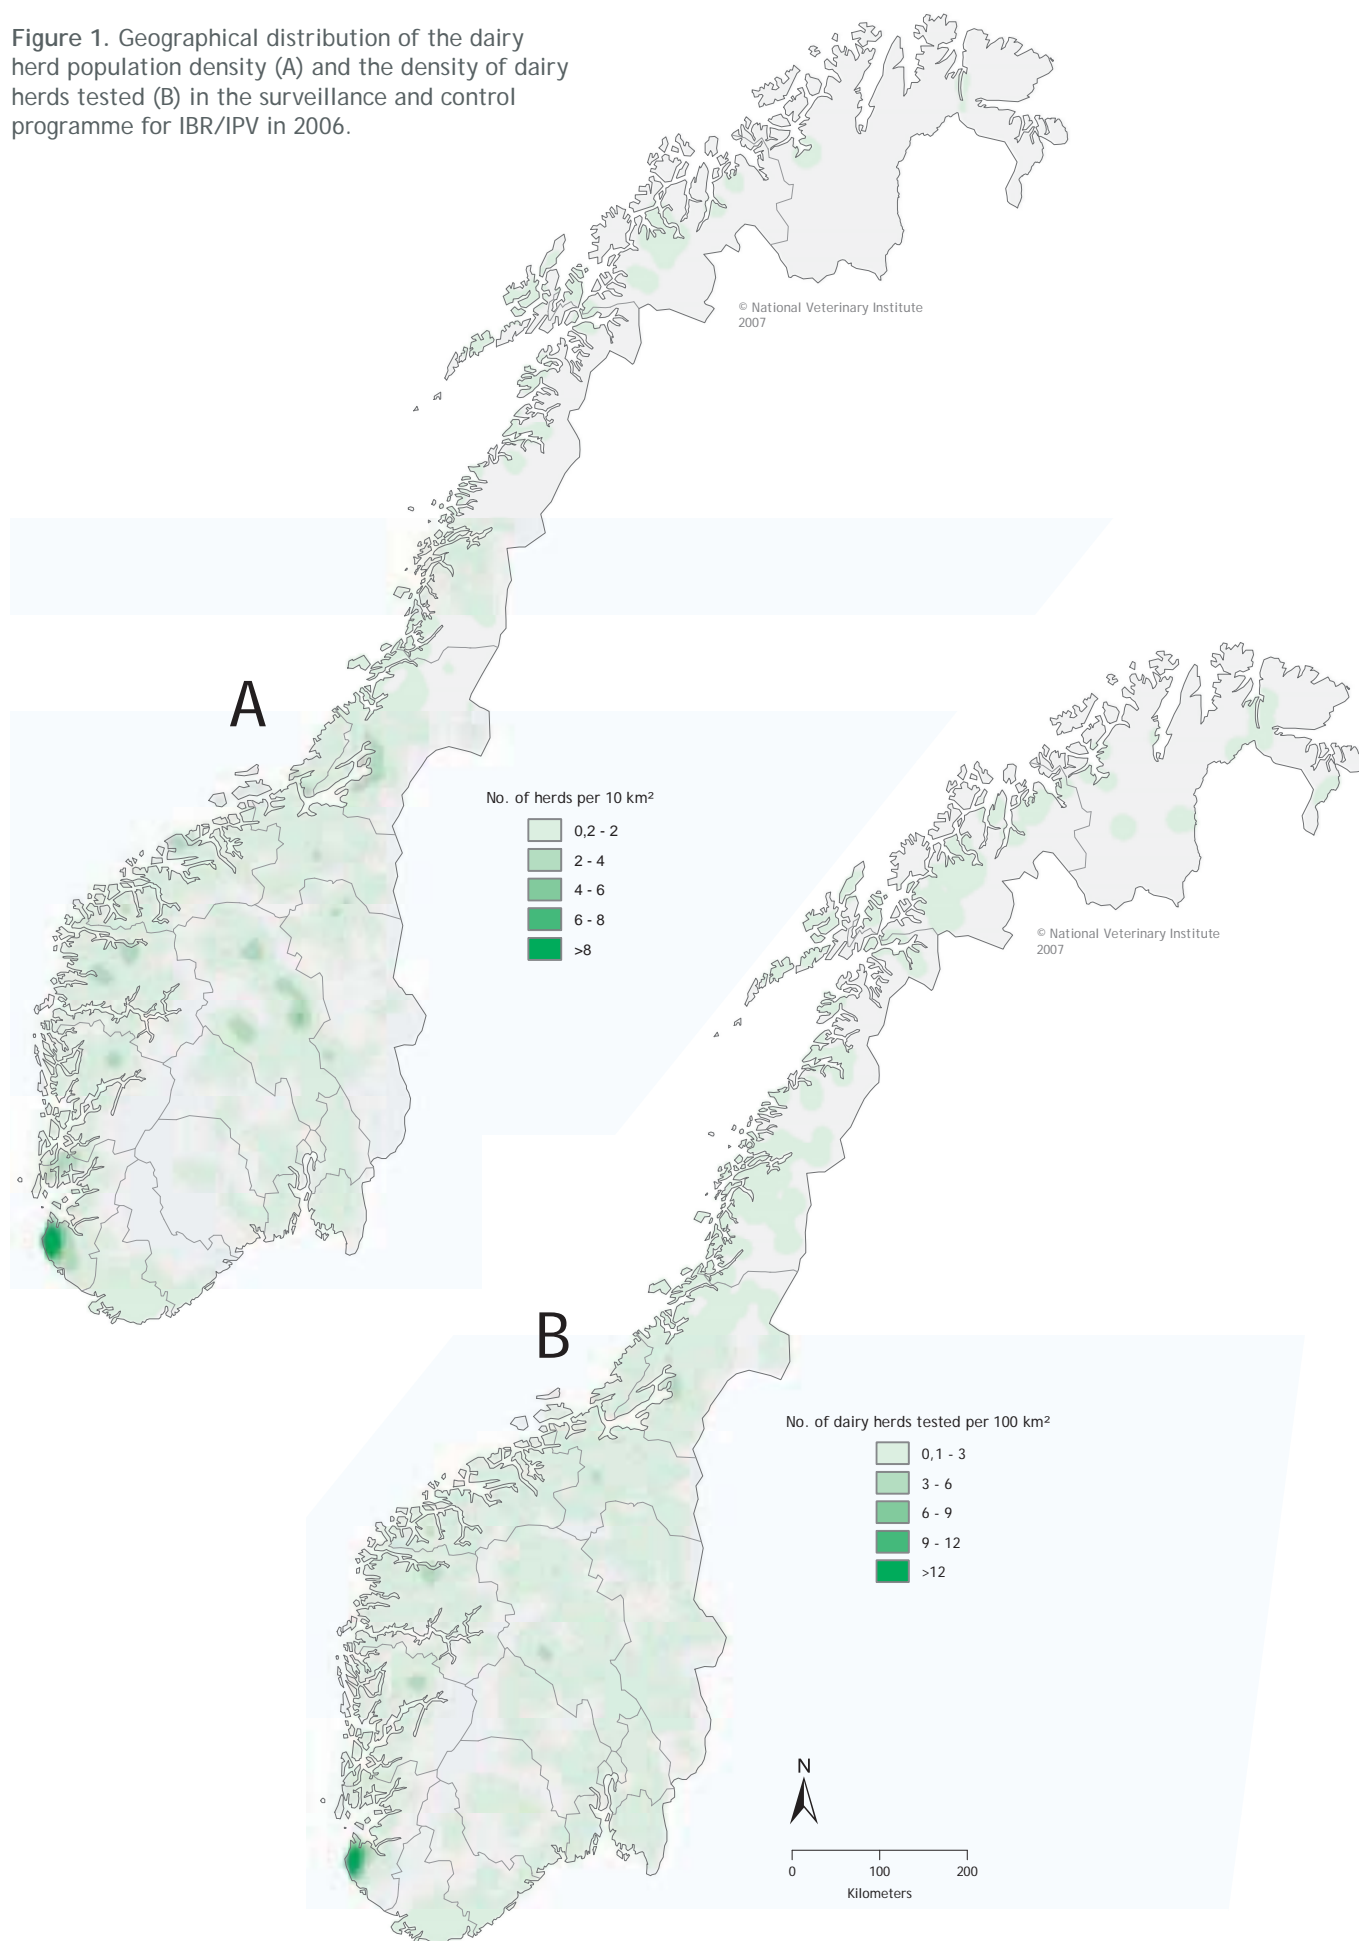 Figure 1. Geographical distribution of the dairy
herd population density (A) and the density of dairy
herds tested (B) in the surveillance and control
programme for IBR/IPV in 2006.
© National Veterinary Institute
2007
A
No. of herds per 10 km²
0,2 - 2
2 - 4
4 - 6
6 - 8
>8
© National Veterinary Institute
2007
B
No. of dairy herds tested per 100 km²
0,1 - 3
3 - 6
6 - 9
9 - 12
>12
N
0 100 200
Kilometers